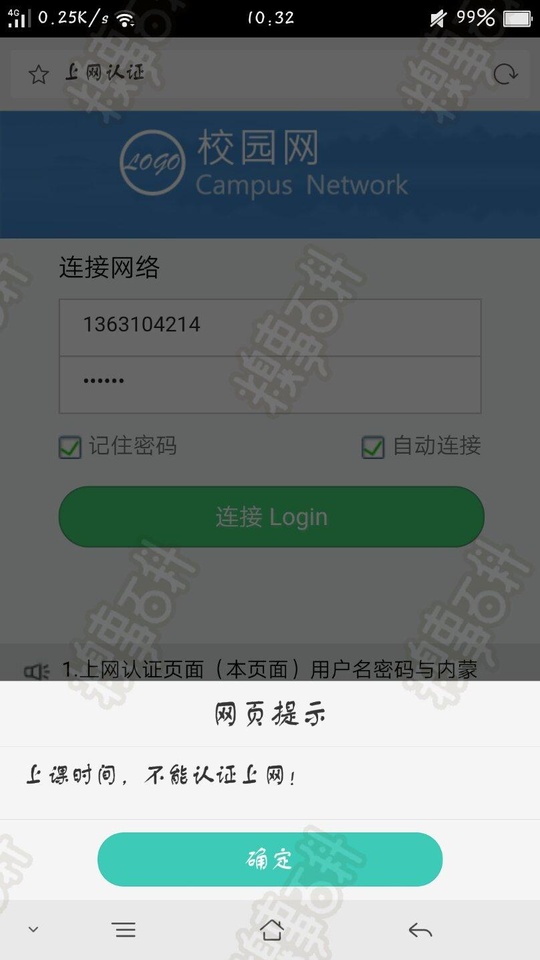 4G 0.25K/s 10:32 99%
上网认证
LOGO 校园网
Campus Network
连接网络
1363104214
••••••
记住密码 自动连接
连接 Login
1.上网认证页面（本页面）用户名密码与内蒙
网页提示
上课时间，不能认证上网！
确定
糗事百科